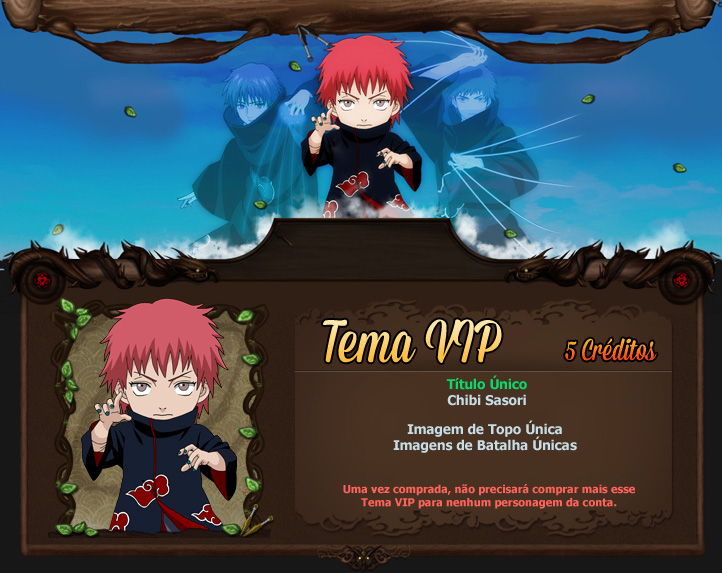 Tema VIP
5 Créditos
Título Único
Chibi Sasori
Imagem de Topo Única
Imagens de Batalha Únicas
Uma vez comprada, não precisará comprar mais esse
Tema VIP para nenhum personagem da conta.